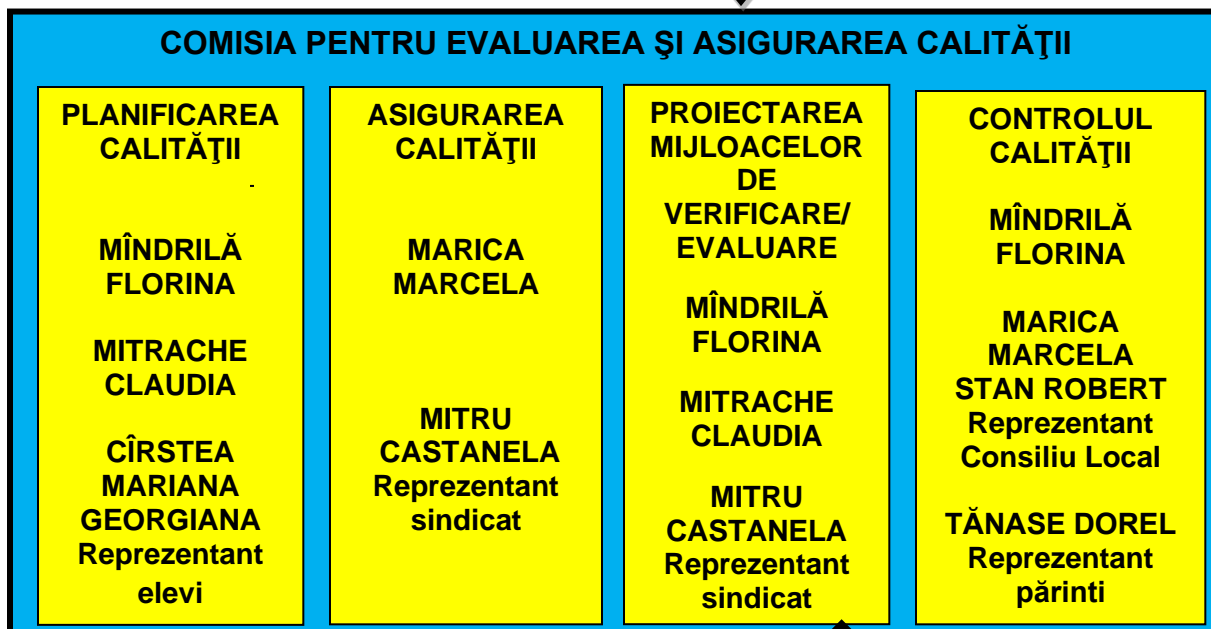 COMISIA PENTRU EVALUAREA ŞI ASIGURAREA CALITĂŢII
PLANIFICAREA
CALITĂŢII
MÎNDRILĂ
FLORINA
MITRACHE
CLAUDIA
CÎRSTEA
MARIANA
GEORGIANA
Reprezentant
elevi
ASIGURAREA
CALITĂŢII
MARICA
MARCELA
MITRU
CASTANELA
Reprezentant
sindicat
PROIECTAREA
MIJLOACELOR
DE
VERIFICARE/
EVALUARE
MÎNDRILĂ
FLORINA
MITRACHE
CLAUDIA
MITRU
CASTANELA
Reprezentant
sindicat
CONTROLUL
CALITĂŢII
MÎNDRILĂ
FLORINA
MARICA
MARCELA
STAN ROBERT
Reprezentant
Consiliu Local
TĂNASE DOREL
Reprezentant
părinti